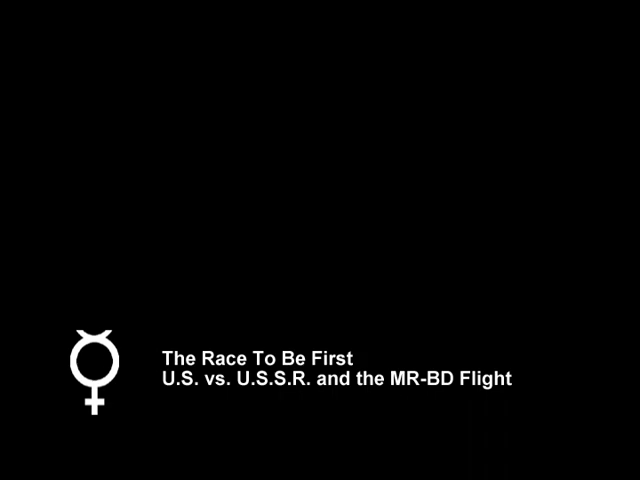 The Race To Be First
U.S. vs. U.S.S.R. and the MR-BD Flight